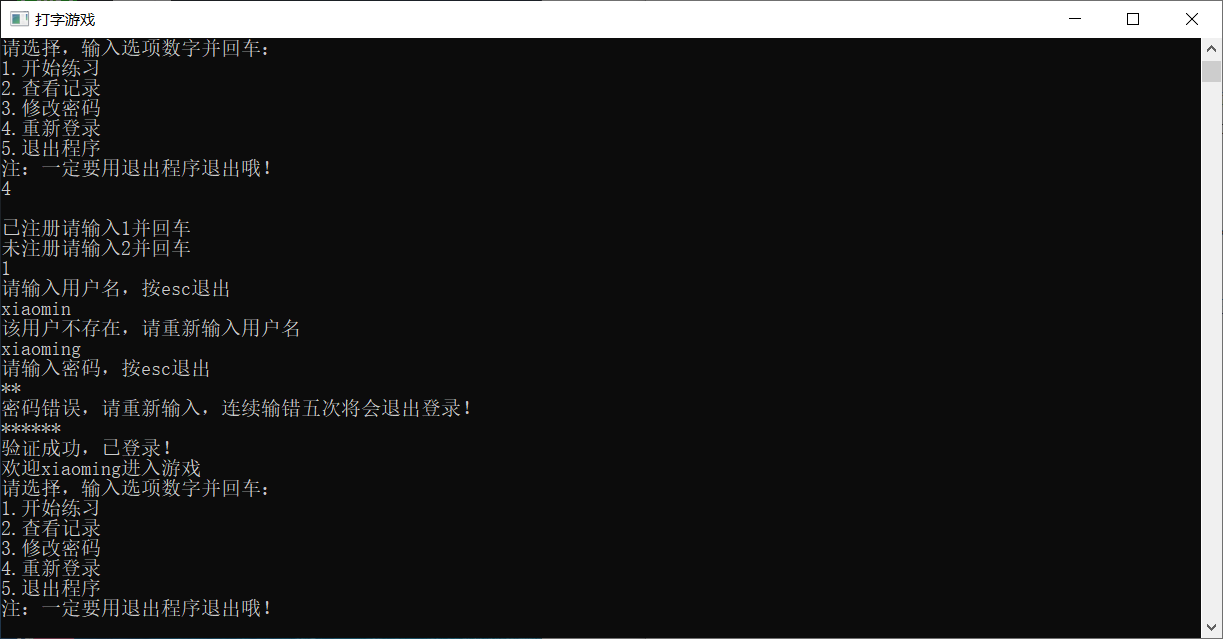 打字游戏
请选择，输入选项数字并回车：
1.开始练习
2.查看记录
3.修改密码
4.重新登录
5.退出程序
注：一定要用退出程序退出哦！
4
已注册请输入1并回车
未注册请输入2并回车
1
请输入用户名，按esc退出
xiaomin
该用户不存在，请重新输入用户名
xiaoming
请输入密码，按esc退出
**
密码错误，请重新输入，连续输错五次将会退出登录！
******
验证成功，已登录！
欢迎xiaoming进入游戏
请选择，输入选项数字并回车：
1.开始练习
2.查看记录
3.修改密码
4.重新登录
5.退出程序
注：一定要用退出程序退出哦！